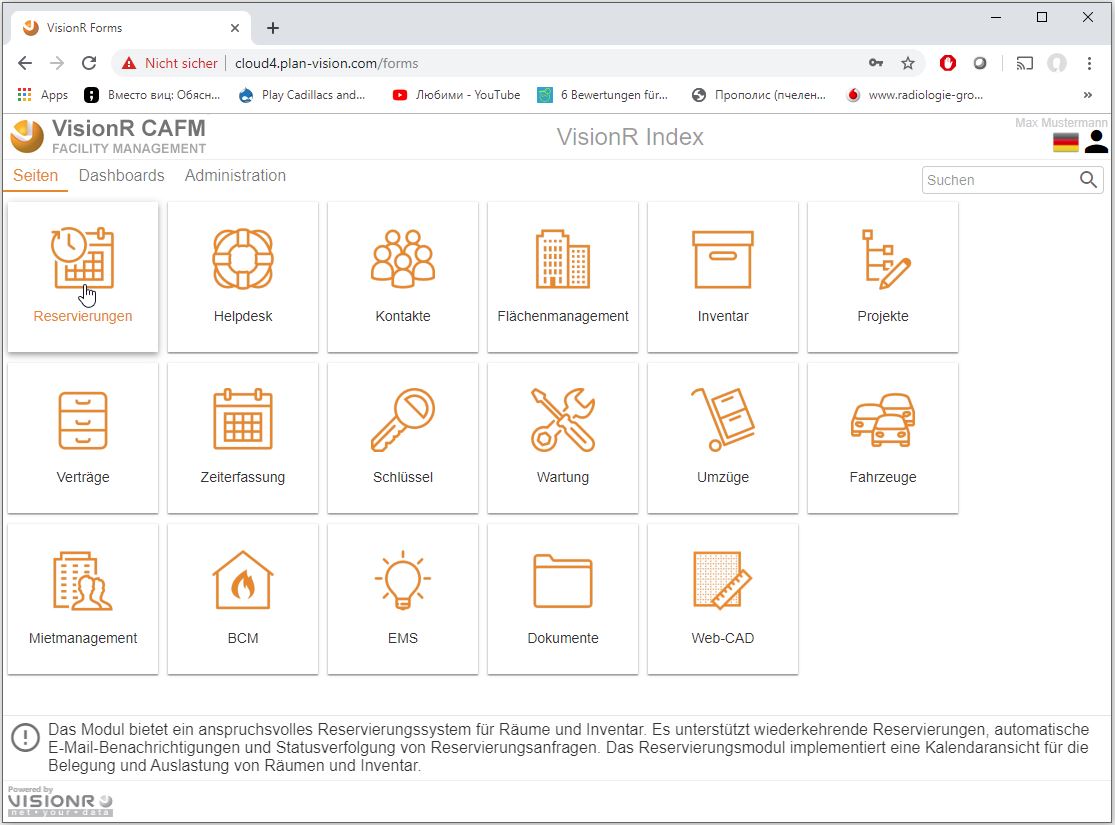 VisionR Forms
Nicht sicher cloud4.plan-vision.com/forms
Apps Вместо виц: Обясн... Play Cadillacs and... Любими - YouTube 6 Bewertungen für... Прополис (пчелен... www.radiologie-gro... »
VisionR CAFM
FACILITY MANAGEMENT
VisionR Index
Max Mustermann
Seiten Dashboards Administration
Suchen
Reservierungen Helpdesk Kontakte Flächenmanagement Inventar Projekte
Verträge Zeiterfassung Schlüssel Wartung Umzüge Fahrzeuge
Mietmanagement BCM EMS Dokumente Web-CAD
Das Modul bietet ein anspruchsvolles Reservierungssystem für Räume und Inventar. Es unterstützt wiederkehrende Reservierungen, automatische
E-Mail-Benachrichtigungen und Statusverfolgung von Reservierungsanfragen. Das Reservierungsmodul implementiert eine Kalendaransicht für die
Belegung und Auslastung von Räumen und Inventar.
Powered by
VISIONR
net • your • data